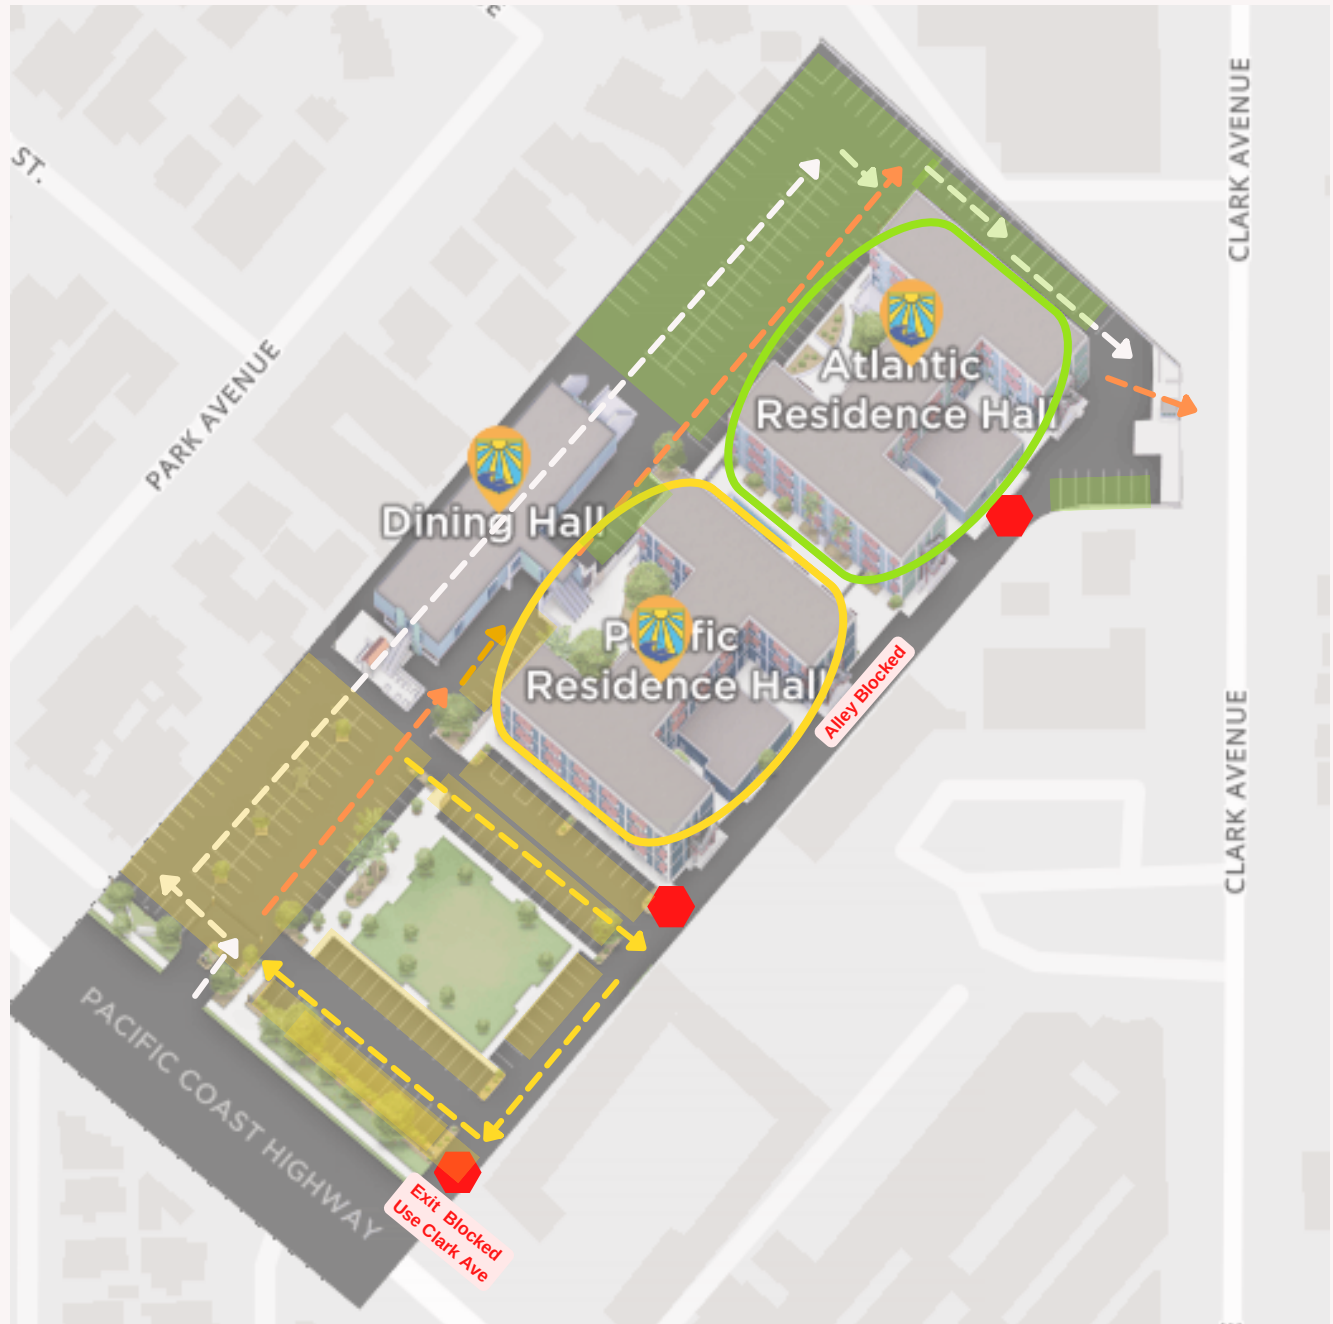 ST.
PARK AVENUE
CLARK AVENUE
Atlantic
Residence Hall
Dining Hall
Pacific
Residence Hall
Alley Blocked
CLARK AVENUE
PACIFIC COAST HIGHWAY
Exit Blocked
Use Clark Ave